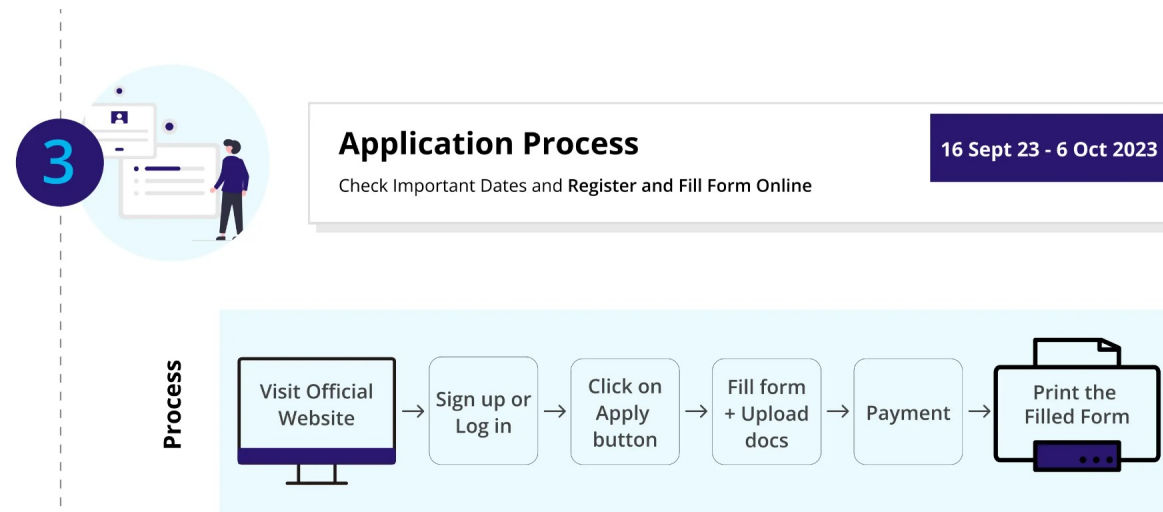 3
Application Process
Check Important Dates and Register and Fill Form Online
16 Sept 23 - 6 Oct 2023
Process
Visit Official
Website
Sign up or
Log in
Click on
Apply
button
Fill form
+ Upload
docs
Payment
Print the
Filled Form